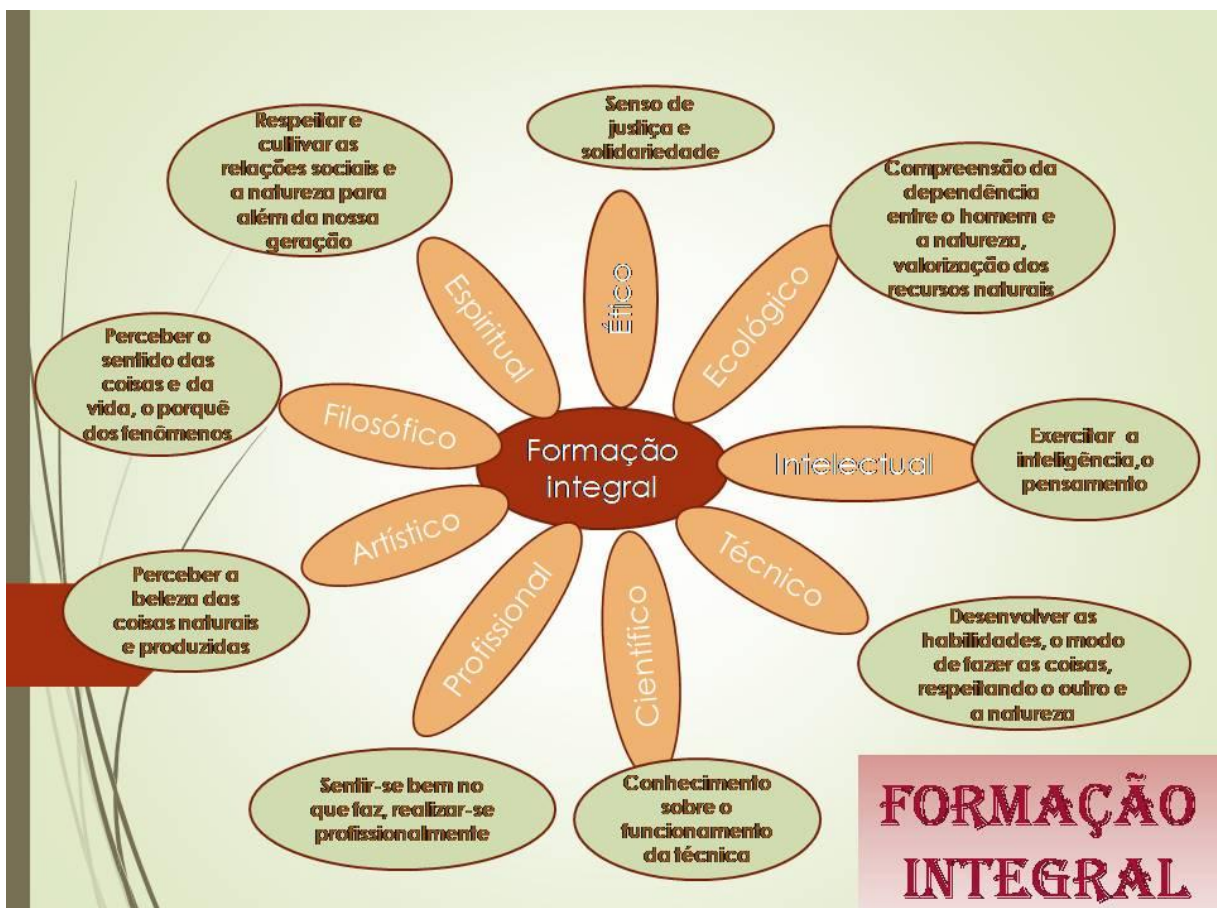 Senso de
justiça e
solidariedade
Respeitar e
cultivar as
relações sociais e
a natureza para
além da nossa
geração
Compreensão da
dependência
entre o homem e
a natureza,
valorização dos
recursos naturais
Espiritual
Ético
Ecológico
Perceber o
sentido das
coisas e da
vida, o porquê
dos fenômenos
Filosófico
Formação
integral
Intelectual
Exercitar a
inteligência,o
pensamento
Artístico
Perceber a
beleza das
coisas naturais
e produzidas
Profissional
Científico
Técnico
Desenvolver as
habilidades, o modo
de fazer as coisas,
respeitando o outro e
a natureza
Sentir-se bem no
que faz, realizar-se
profissionalmente
Conhecimento
sobre o
funcionamento
da técnica
FORMAÇÃO
INTEGRAL